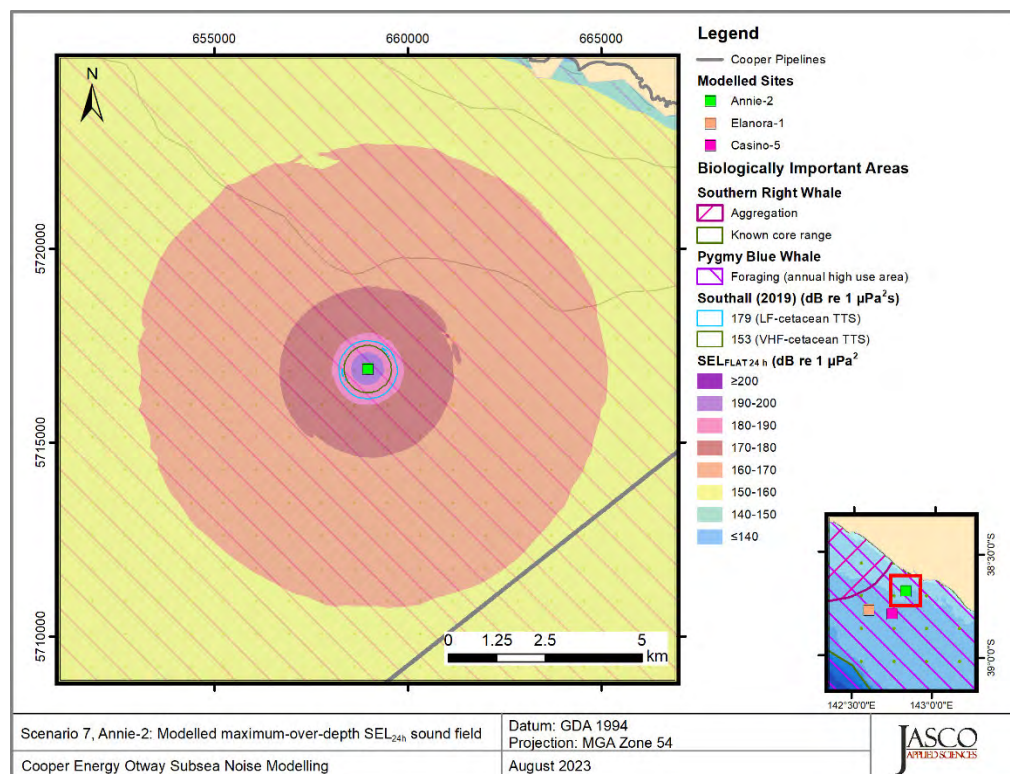 655000 660000 665000
5720000
5715000
5710000
N
0 1.25 2.5 5
km
Legend
Cooper Pipelines
Modelled Sites
Annie-2
Elanora-1
Casino-5
Biologically Important Areas
Southern Right Whale
Aggregation
Known core range
Pygmy Blue Whale
Foraging (annual high use area)
Southall (2019) (dB re 1 µPa²s)
179 (LF-cetacean TTS)
153 (VHF-cetacean TTS)
SELFLAT 24 h (dB re 1 µPa²
≥200
190-200
180-190
170-180
160-170
150-160
140-150
≤140
38°30'0"S
39°0'0"S
142°30'0"E 143°0'0"E
Scenario 7, Annie-2: Modelled maximum-over-depth SEL24h sound field
Cooper Energy Otway Subsea Noise Modelling
Datum: GDA 1994
Projection: MGA Zone 54
August 2023
JASCO
APPLIED SCIENCES